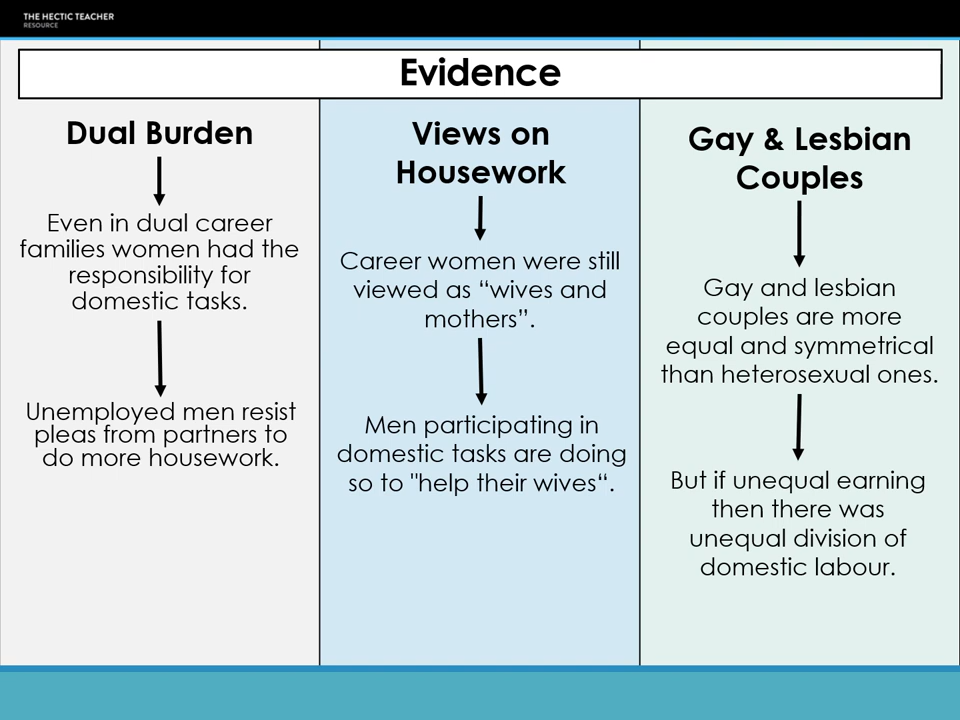 THE HECTIC TEACHER
RESOURCE
Evidence
Dual Burden
Even in dual career
families women had the
responsibility for
domestic tasks.
Unemployed men resist
pleas from partners to
do more housework.
Views on
Housework
Career women were still
viewed as “wives and
mothers”.
Men participating in
domestic tasks are doing
so to "help their wives“.
Gay & Lesbian
Couples
Gay and lesbian
couples are more
equal and symmetrical
than heterosexual ones.
But if unequal earning
then there was
unequal division of
domestic labour.